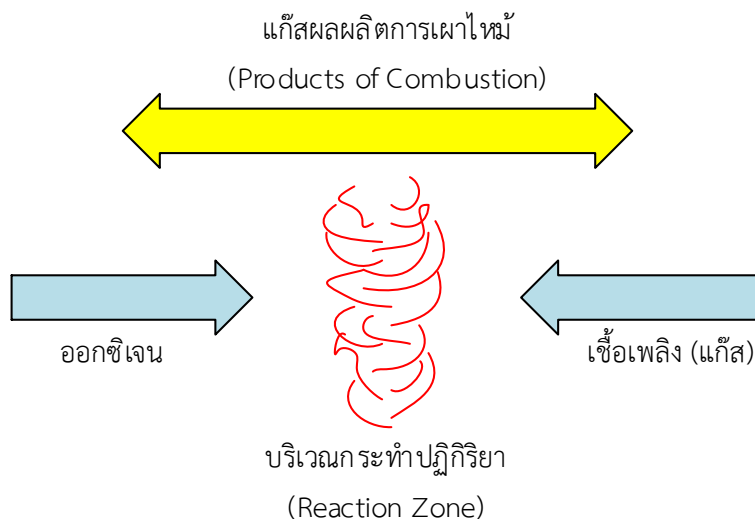 แก๊สผลผลิตการเผาไหม้
(Products of Combustion)
ออกซิเจน
เชื้อเพลิง (แก๊ส)
บริเวณกระทำปฏิกิริยา
(Reaction Zone)